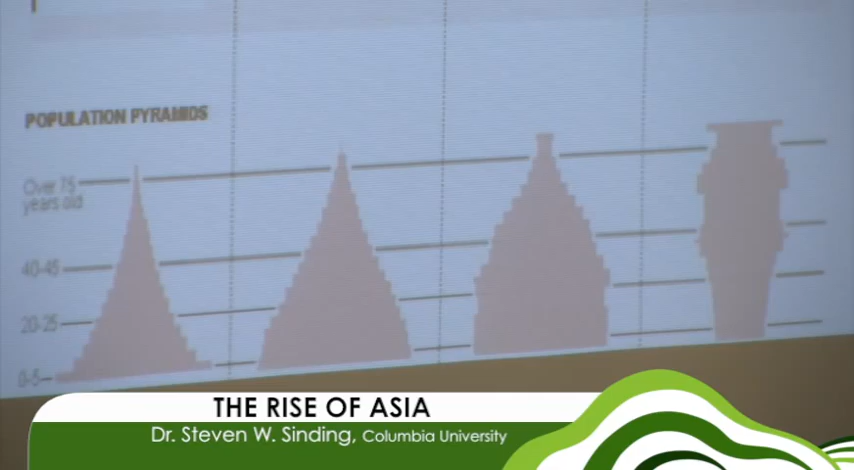 POPULATION PYRAMIDS
Over 75
years old
40-45
20-25
0-5
THE RISE OF ASIA
Dr. Steven W. Sinding, Columbia University